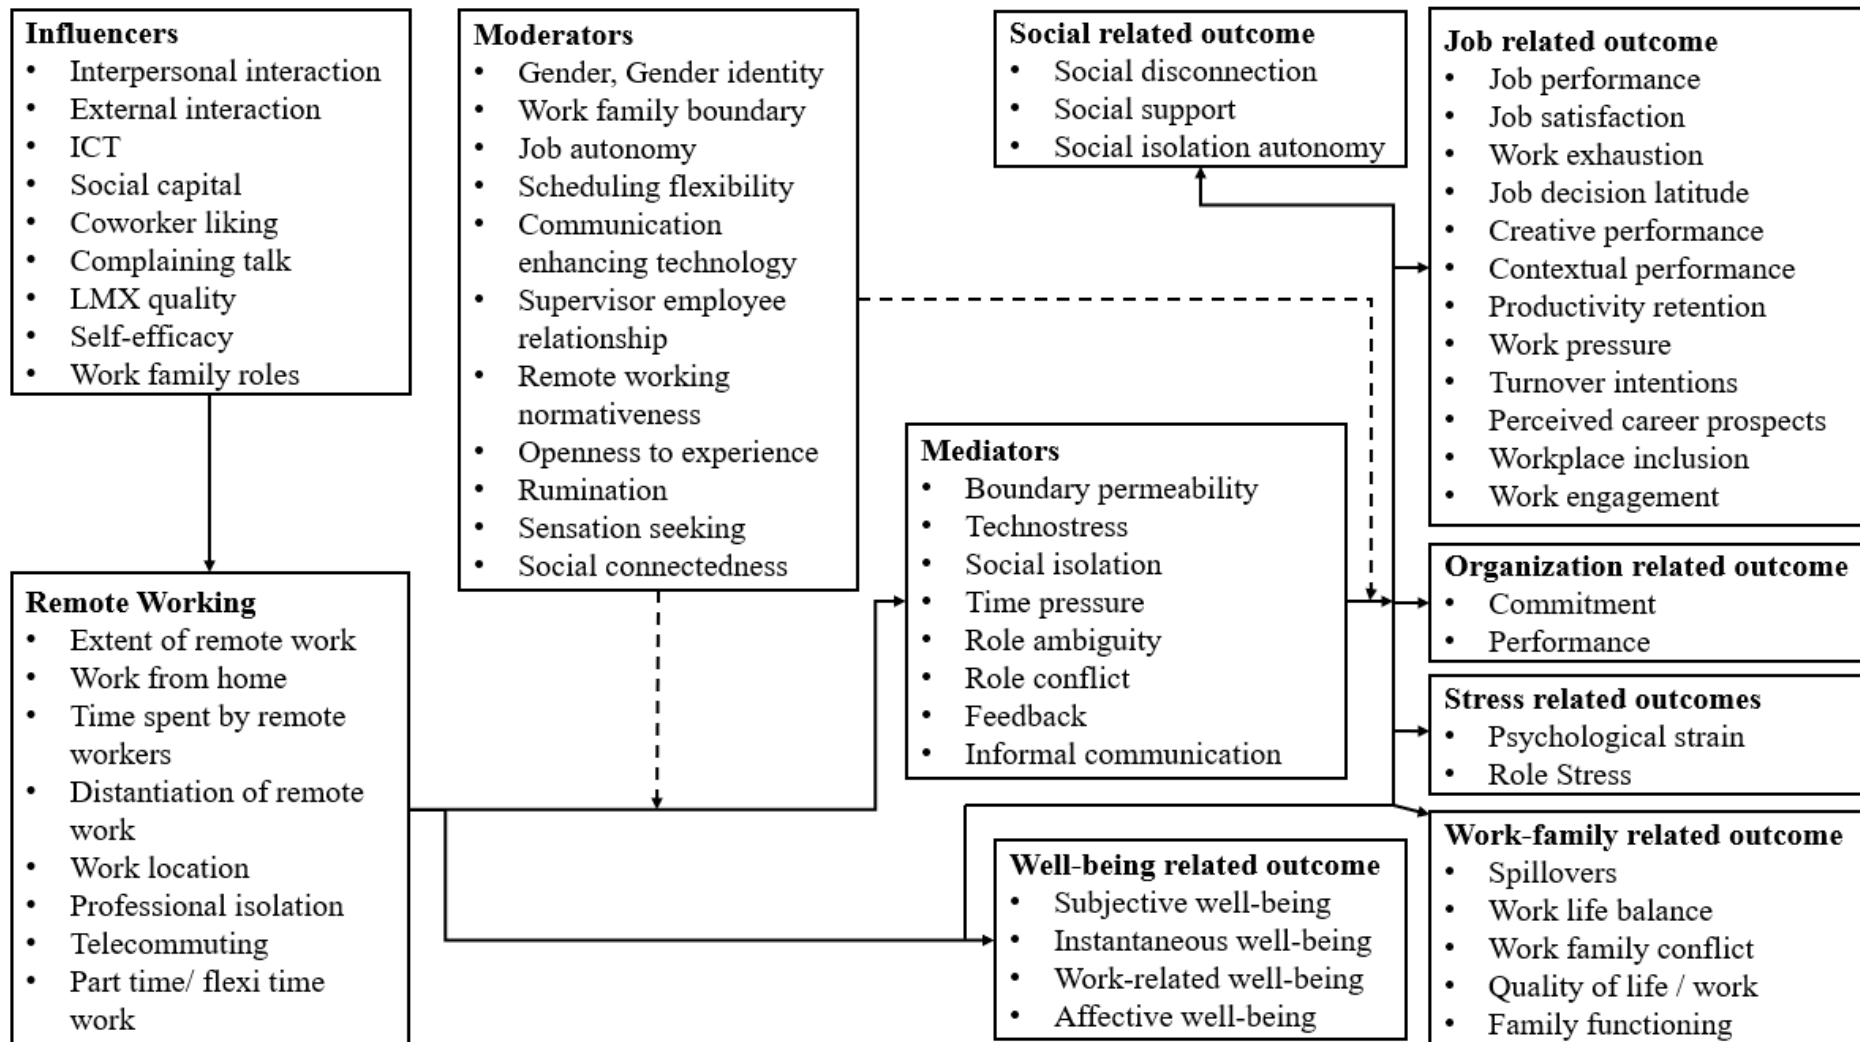 Influencers
• Interpersonal interaction
• External interaction
• ICT
• Social capital
• Coworker liking
• Complaining talk
• LMX quality
• Self-efficacy
• Work family roles
Remote Working
• Extent of remote work
• Work from home
• Time spent by remote
workers
• Distantiation of remote
work
• Work location
• Professional isolation
• Telecommuting
• Part time/ flexi time
work
Moderators
• Gender, Gender identity
• Work family boundary
• Job autonomy
• Scheduling flexibility
• Communication
enhancing technology
• Supervisor employee
relationship
• Remote working
normativeness
• Openness to experience
• Rumination
• Sensation seeking
• Social connectedness
Mediators
• Boundary permeability
• Technostress
• Social isolation
• Time pressure
• Role ambiguity
• Role conflict
• Feedback
• Informal communication
Social related outcome
• Social disconnection
• Social support
• Social isolation autonomy
Well-being related outcome
• Subjective well-being
• Instantaneous well-being
• Work-related well-being
• Affective well-being
Job related outcome
• Job performance
• Job satisfaction
• Work exhaustion
• Job decision latitude
• Creative performance
• Contextual performance
• Productivity retention
• Work pressure
• Turnover intentions
• Perceived career prospects
• Workplace inclusion
• Work engagement
Organization related outcome
• Commitment
• Performance
Stress related outcomes
• Psychological strain
• Role Stress
Work-family related outcome
• Spillovers
• Work life balance
• Work family conflict
• Quality of life / work
• Family functioning